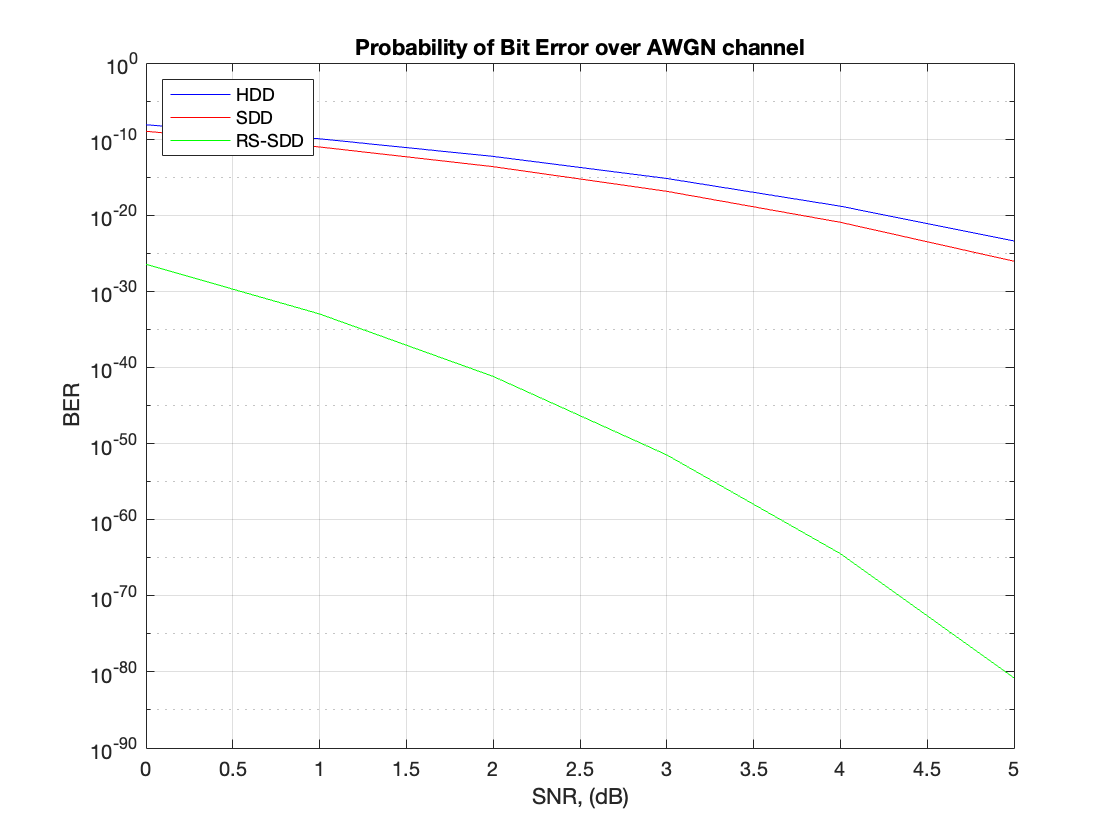 Probability of Bit Error over AWGN channel
HDD
SDD
RS-SDD
10^0
10^-10
10^-20
10^-30
10^-40
10^-50
10^-60
10^-70
10^-80
10^-90
BER
0 0.5 1 1.5 2 2.5 3 3.5 4 4.5 5
SNR, (dB)